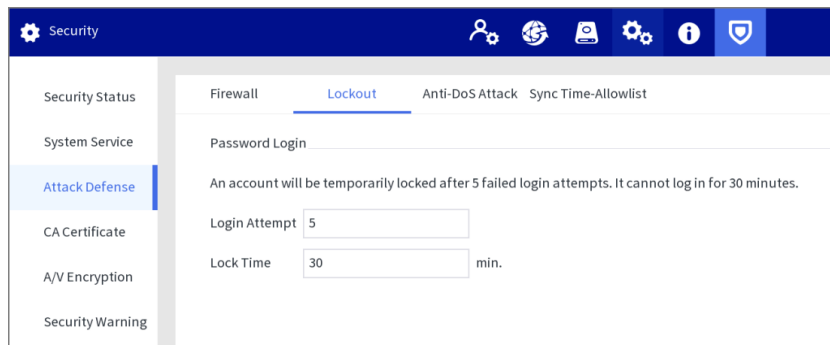 Security
Security Status
System Service
Attack Defense
CA Certificate
A/V Encryption
Security Warning
Firewall
Lockout
Anti-DoS Attack
Sync Time-Allowlist
Password Login
An account will be temporarily locked after 5 failed login attempts. It cannot log in for 30 minutes.
Login Attempt 5
Lock Time 30 min.